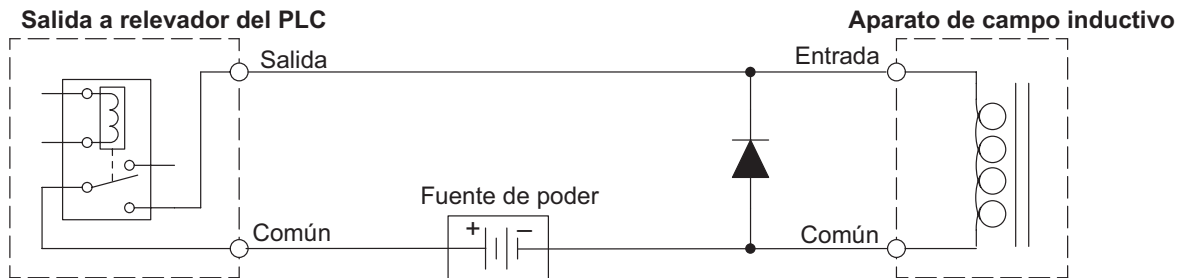 Salida a relevador del PLC
Aparato de campo inductivo
Salida
Entrada
Fuente de poder
+ −
Común
Común